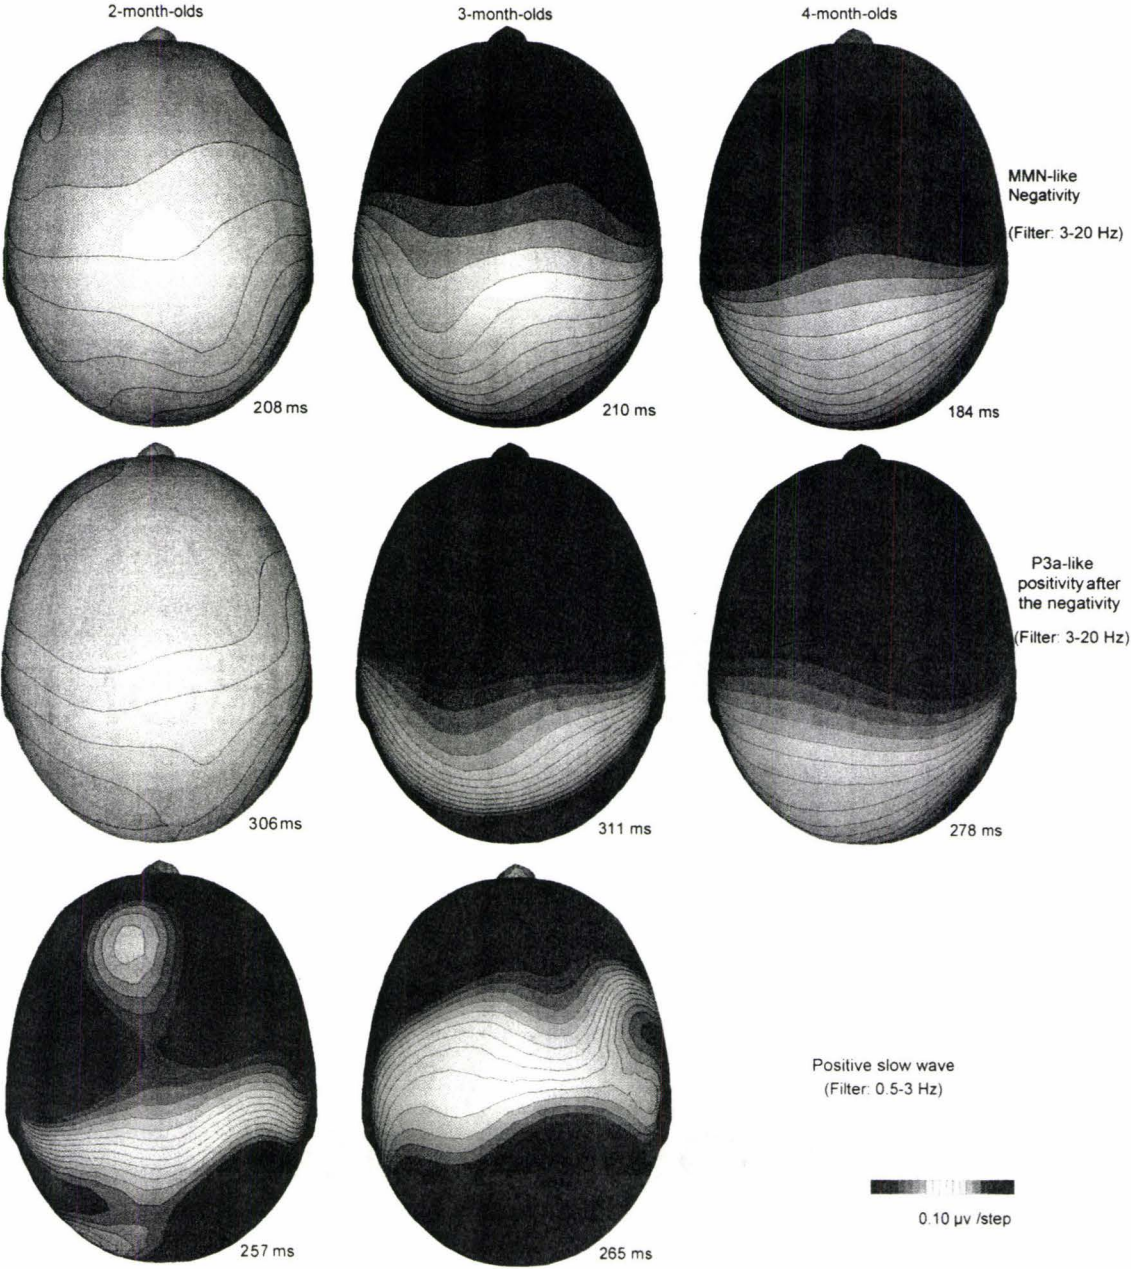 2-month-olds
3-month-olds
4-month-olds
MMN-like
Negativity
(Filter: 3-20 Hz)
208 ms
210 ms
184 ms
P3a-like
positivity after
the negativity
(Filter: 3-20 Hz)
306 ms
311 ms
278 ms
Positive slow wave
(Filter: 0.5-3 Hz)
0.10 μv /step
257 ms
265 ms